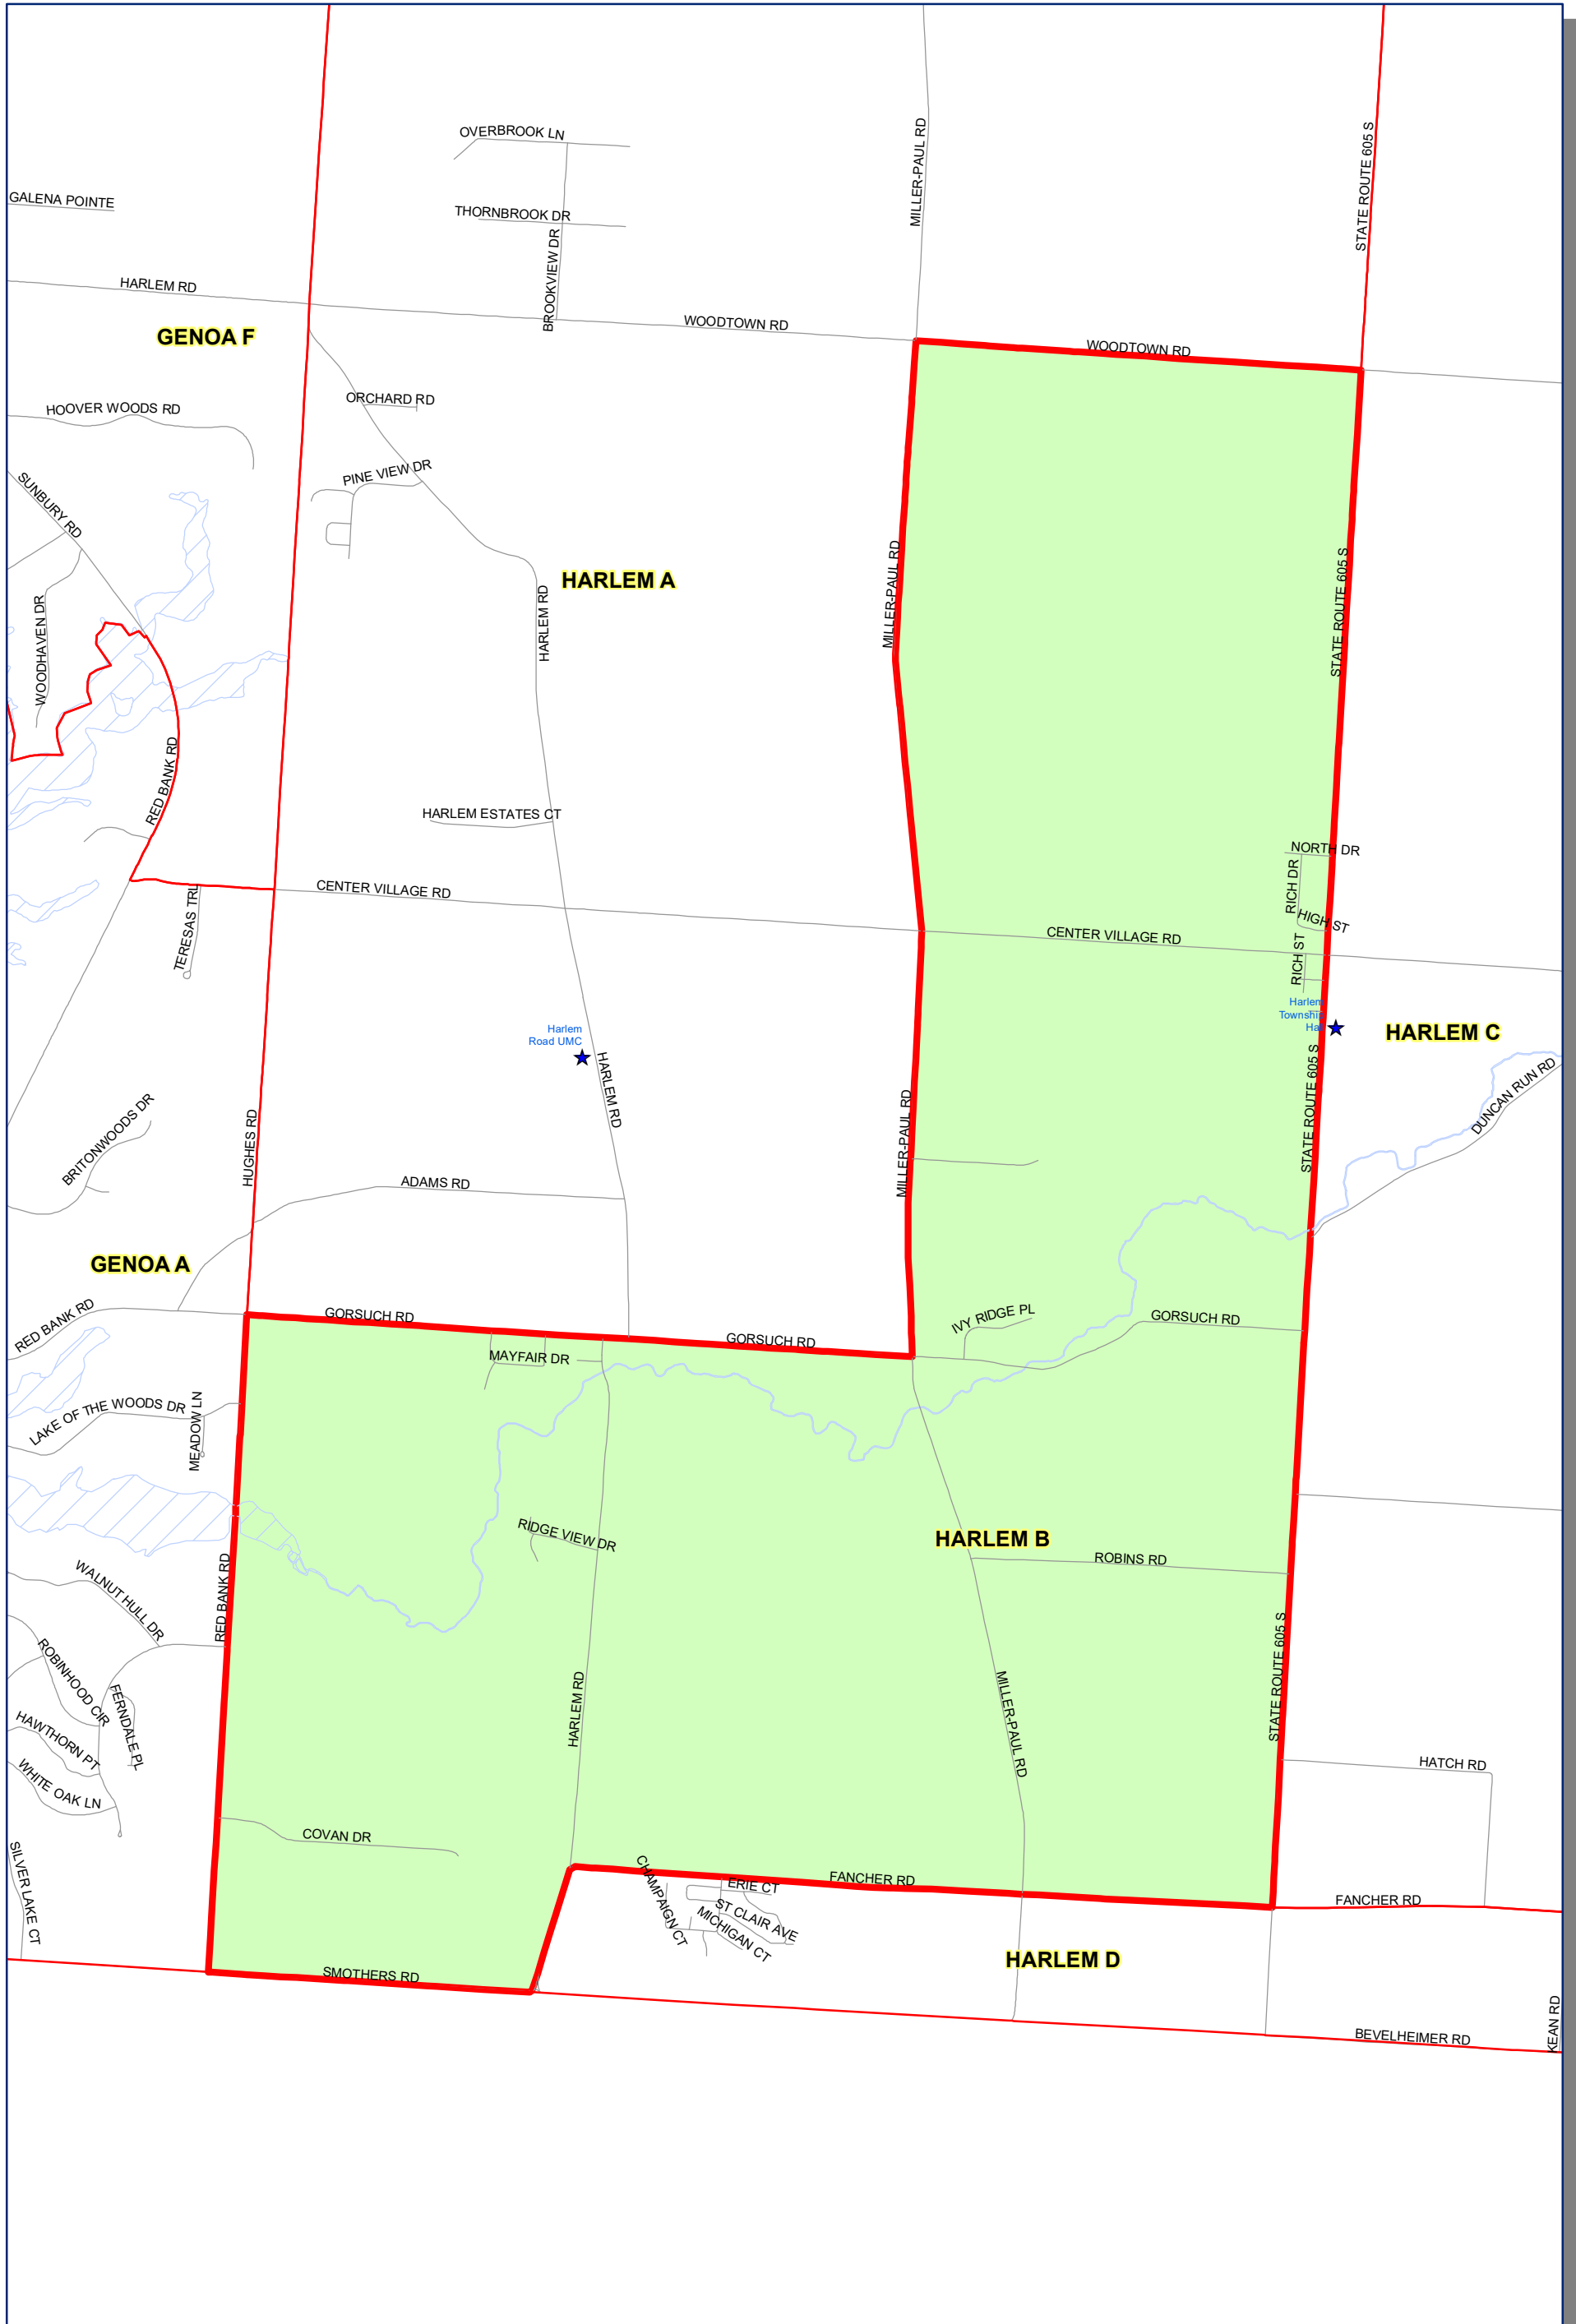 OVERBROOK LN
MILLER-PAUL RD
STATE ROUTE 605 S
GALENA POINTE
THORNBROOK DR
BROOKVIEW DR
HARLEM RD
GENOA F
WOODTOWN RD
WOODTOWN RD
ORCHARD RD
HOOVER WOODS RD
PINE VIEW DR
SUNBURY RD
HARLEM A
HARLEM RD
MILLER-PAUL RD
STATE ROUTE 605 S
WOODHAVEN DR
RED BANK RD
HARLEM ESTATES CT
NORTH DR
RICH DR
CENTER VILLAGE RD
HIGH ST
CENTER VILLAGE RD
TERESAS TRL
RICH ST
Harlem
Township
Hall
HARLEM C
Harlem
Road UMC
HARLEM RD
STATE ROUTE 605 S
DUNCAN RUN RD
BRITONWOODS DR
HUGHES RD
MILLER-PAUL RD
ADAMS RD
GENOA A
RED BANK RD
GORSUCH RD
GORSUCH RD
IVY RIDGE PL
GORSUCH RD
MAYFAIR DR
LAKE OF THE WOODS DR
MEADOW LN
RIDGE VIEW DR
HARLEM B
ROBINS RD
WALNUT HULL DR
RED BANK RD
ROBINHOOD CIR
FERNDALE PL
HARLEM RD
MILLER-PAUL RD
STATE ROUTE 605 S
HAWTHORN PT
WHITE OAK LN
HATCH RD
COVAN DR
SILVER LAKE CT
CHAMPAIGN CT
ERIE CT
FANCHER RD
FANCHER RD
ST CLAIR AVE
MICHIGAN CT
HARLEM D
SMOTHERS RD
BEVELHEIMER RD
KEAN RD